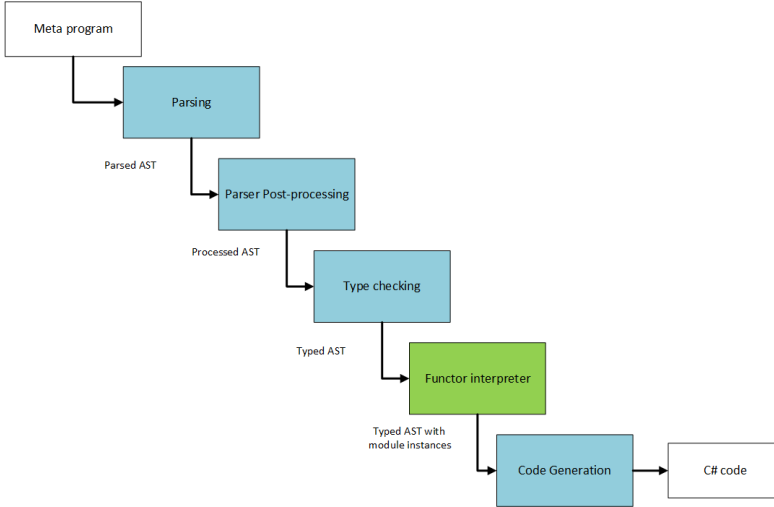 Meta program
Parsing
Parsed AST
Parser Post-processing
Processed AST
Type checking
Typed AST
Functor interpreter
Typed AST with
module instances
Code Generation
C# code